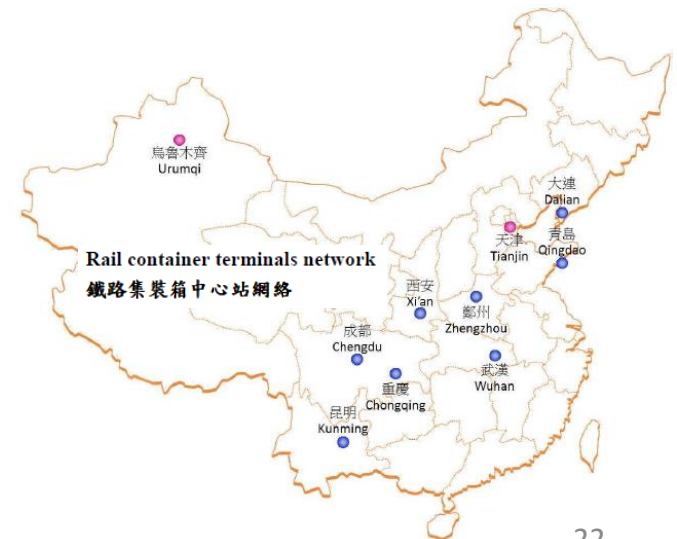 烏魯木齊
Urumqi
大連
Dalian
天津
Tianjin
青島
Qingdao
Rail container terminals network
鐵路集裝箱中心站網絡
西安
Xi'an
鄭州
Zhengzhou
成都
Chengdu
重慶
Chongqing
武漢
Wuhan
昆明
Kunming
22